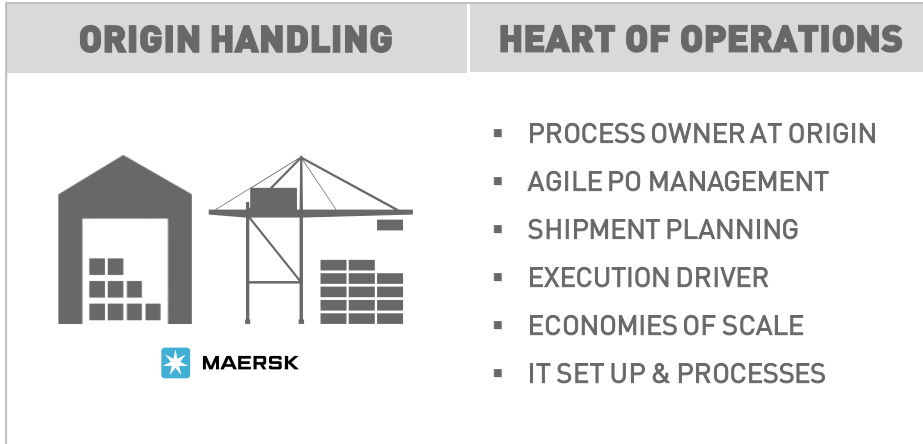 ORIGIN HANDLING
HEART OF OPERATIONS
MAERSK
▪ PROCESS OWNER AT ORIGIN
▪ AGILE PO MANAGEMENT
▪ SHIPMENT PLANNING
▪ EXECUTION DRIVER
▪ ECONOMIES OF SCALE
▪ IT SET UP & PROCESSES